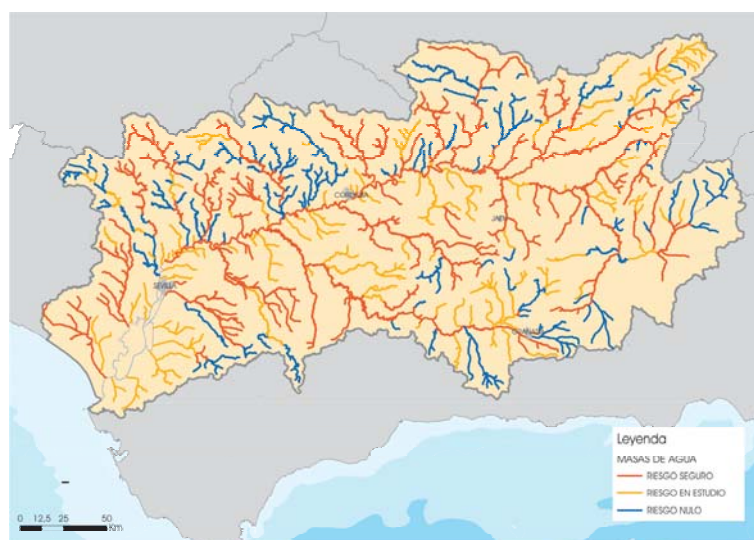 CÓRDOBA
JAÉN
SEVILLA
GRANADA
Leyenda
MASAS DE AGUA
RIESGO SEGURO
RIESGO EN ESTUDIO
RIESGO NULO
0 12,5 25 50
Km